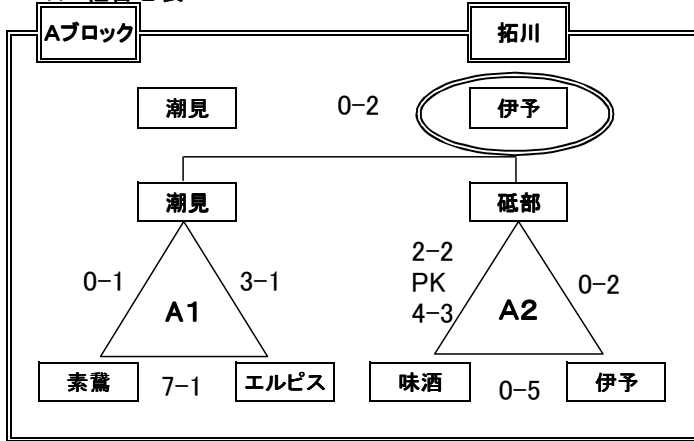 Aブロック 拓川
潮見 0-2 伊予
潮見 砥部
2-2
0-1 3-1 PK 0-2
A1 4-3 A2
素鵞 7-1 エルピス 味酒 0-5 伊予